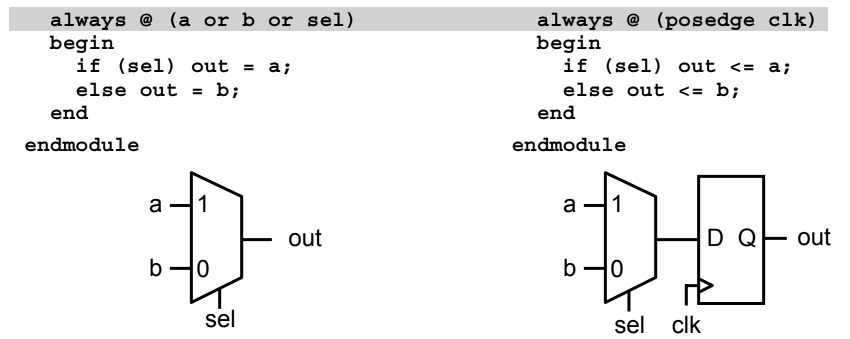 always @ (a or b or sel)
begin
if (sel) out = a;
else out = b;
end
endmodule
a
1
b
0
out
sel
always @ (posedge clk)
begin
if (sel) out <= a;
else out <= b;
end
endmodule
a
1
b
0
D Q
out
sel
clk